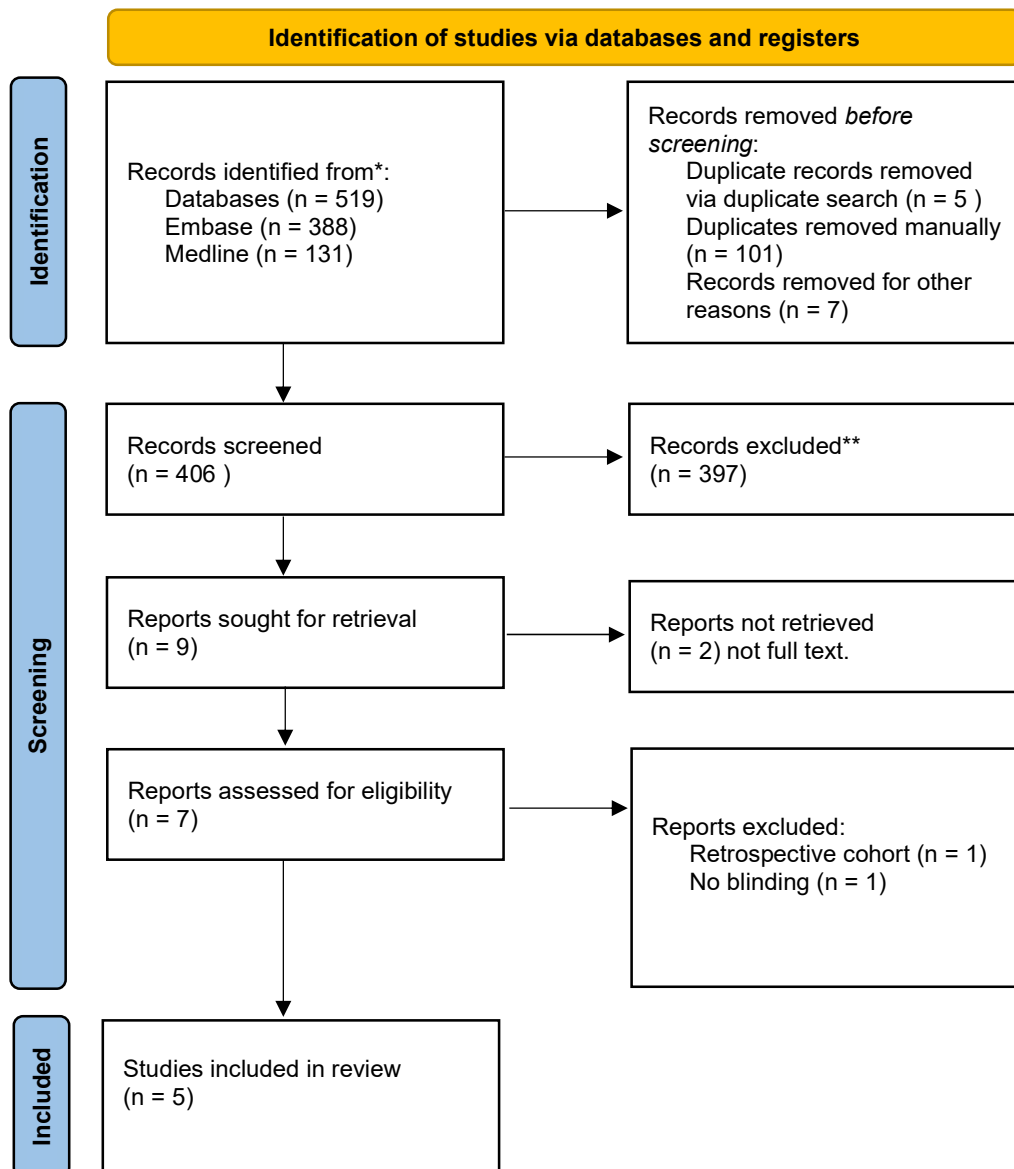 Identification of studies via databases and registers
Identification
Records identified from*:
Databases (n = 519)
Embase (n = 388)
Medline (n = 131)
Records removed before
screening:
Duplicate records removed
via duplicate search (n = 5 )
Duplicates removed manually
(n = 101)
Records removed for other
reasons (n = 7)
Screening
Records screened
(n = 406 )
Records excluded**
(n = 397)
Reports sought for retrieval
(n = 9)
Reports not retrieved
(n = 2) not full text.
Reports assessed for eligibility
(n = 7)
Reports excluded:
Retrospective cohort (n = 1)
No blinding (n = 1)
Included
Studies included in review
(n = 5)